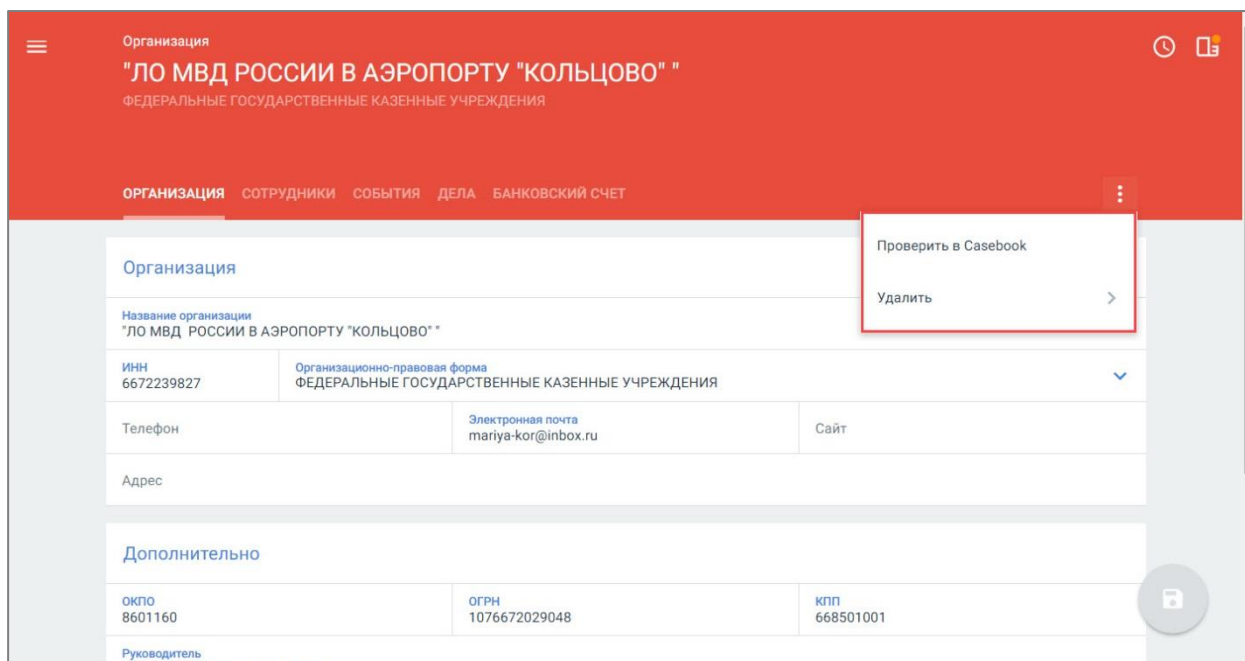 Организация
"ЛО МВД РОССИИ В АЭРОПОРТУ "КОЛЬЦОВО" "
ФЕДЕРАЛЬНЫЕ ГОСУДАРСТВЕННЫЕ КАЗЕННЫЕ УЧРЕЖДЕНИЯ
ОРГАНИЗАЦИЯ СОТРУДНИКИ СОБЫТИЯ ДЕЛА БАНКОВСКИЙ СЧЕТ
Проверить в Casebook
Удалить
Организация
Название организации
"ЛО МВД РОССИИ В АЭРОПОРТУ "КОЛЬЦОВО" "
ИНН Организационно-правовая форма
6672239827 ФЕДЕРАЛЬНЫЕ ГОСУДАРСТВЕННЫЕ КАЗЕННЫЕ УЧРЕЖДЕНИЯ
Телефон
Электронная почта
mariya-kor@inbox.ru
Сайт
Адрес
Дополнительно
ОКПО ОГРН КПП
8601160 1076672029048 668501001
Руководитель